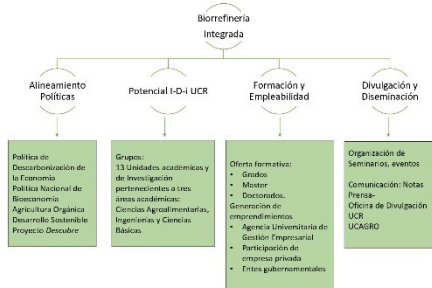 Biorrefinería
Integrada
Alineamiento
Políticas
Potencial I-D-i UCR
Formación y
Empleabilidad
Divulgación y
Diseminación
Política de
Descarbonización de
la Economía
Política Nacional de
Bioeconomía
Agricultura Orgánica
Desarrollo Sostenible
Proyecto Descubre
Grupos:
13 Unidades académicas y
de Investigación
pertenecientes a tres
áreas académicas:
Ciencias Agroalimentarias,
Ingenierías y Ciencias
Básicas
Oferta formativa:
• Grados
• Master
• Doctorados.
Generación de
emprendimientos
• Agencia Universitaria de
Gestión Empresarial
• Participación de
empresa privada
• Entes gubernamentales
Organización de
Seminarios, eventos
Comunicación: Notas
Prensa-
Oficina de Divulgación
UCR
UCAGRO